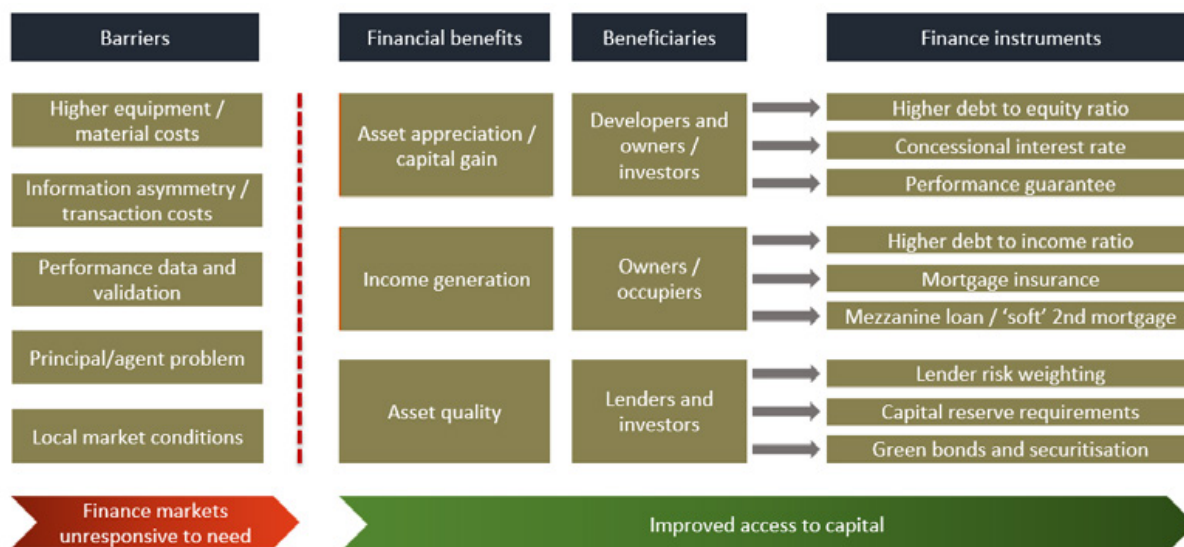 Barriers
Financial benefits
Beneficiaries
Finance instruments
Higher equipment /
material costs
Information asymmetry /
transaction costs
Performance data and
validation
Principal/agent problem
Local market conditions
Asset appreciation /
capital gain
Developers and
owners /
investors
Higher debt to equity ratio
Concessional interest rate
Performance guarantee
Income generation
Owners /
occupiers
Higher debt to income ratio
Mortgage insurance
Mezzanine loan / ‘soft’ 2nd mortgage
Asset quality
Lenders and
investors
Lender risk weighting
Capital reserve requirements
Green bonds and securitisation
Finance markets
unresponsive to need
Improved access to capital